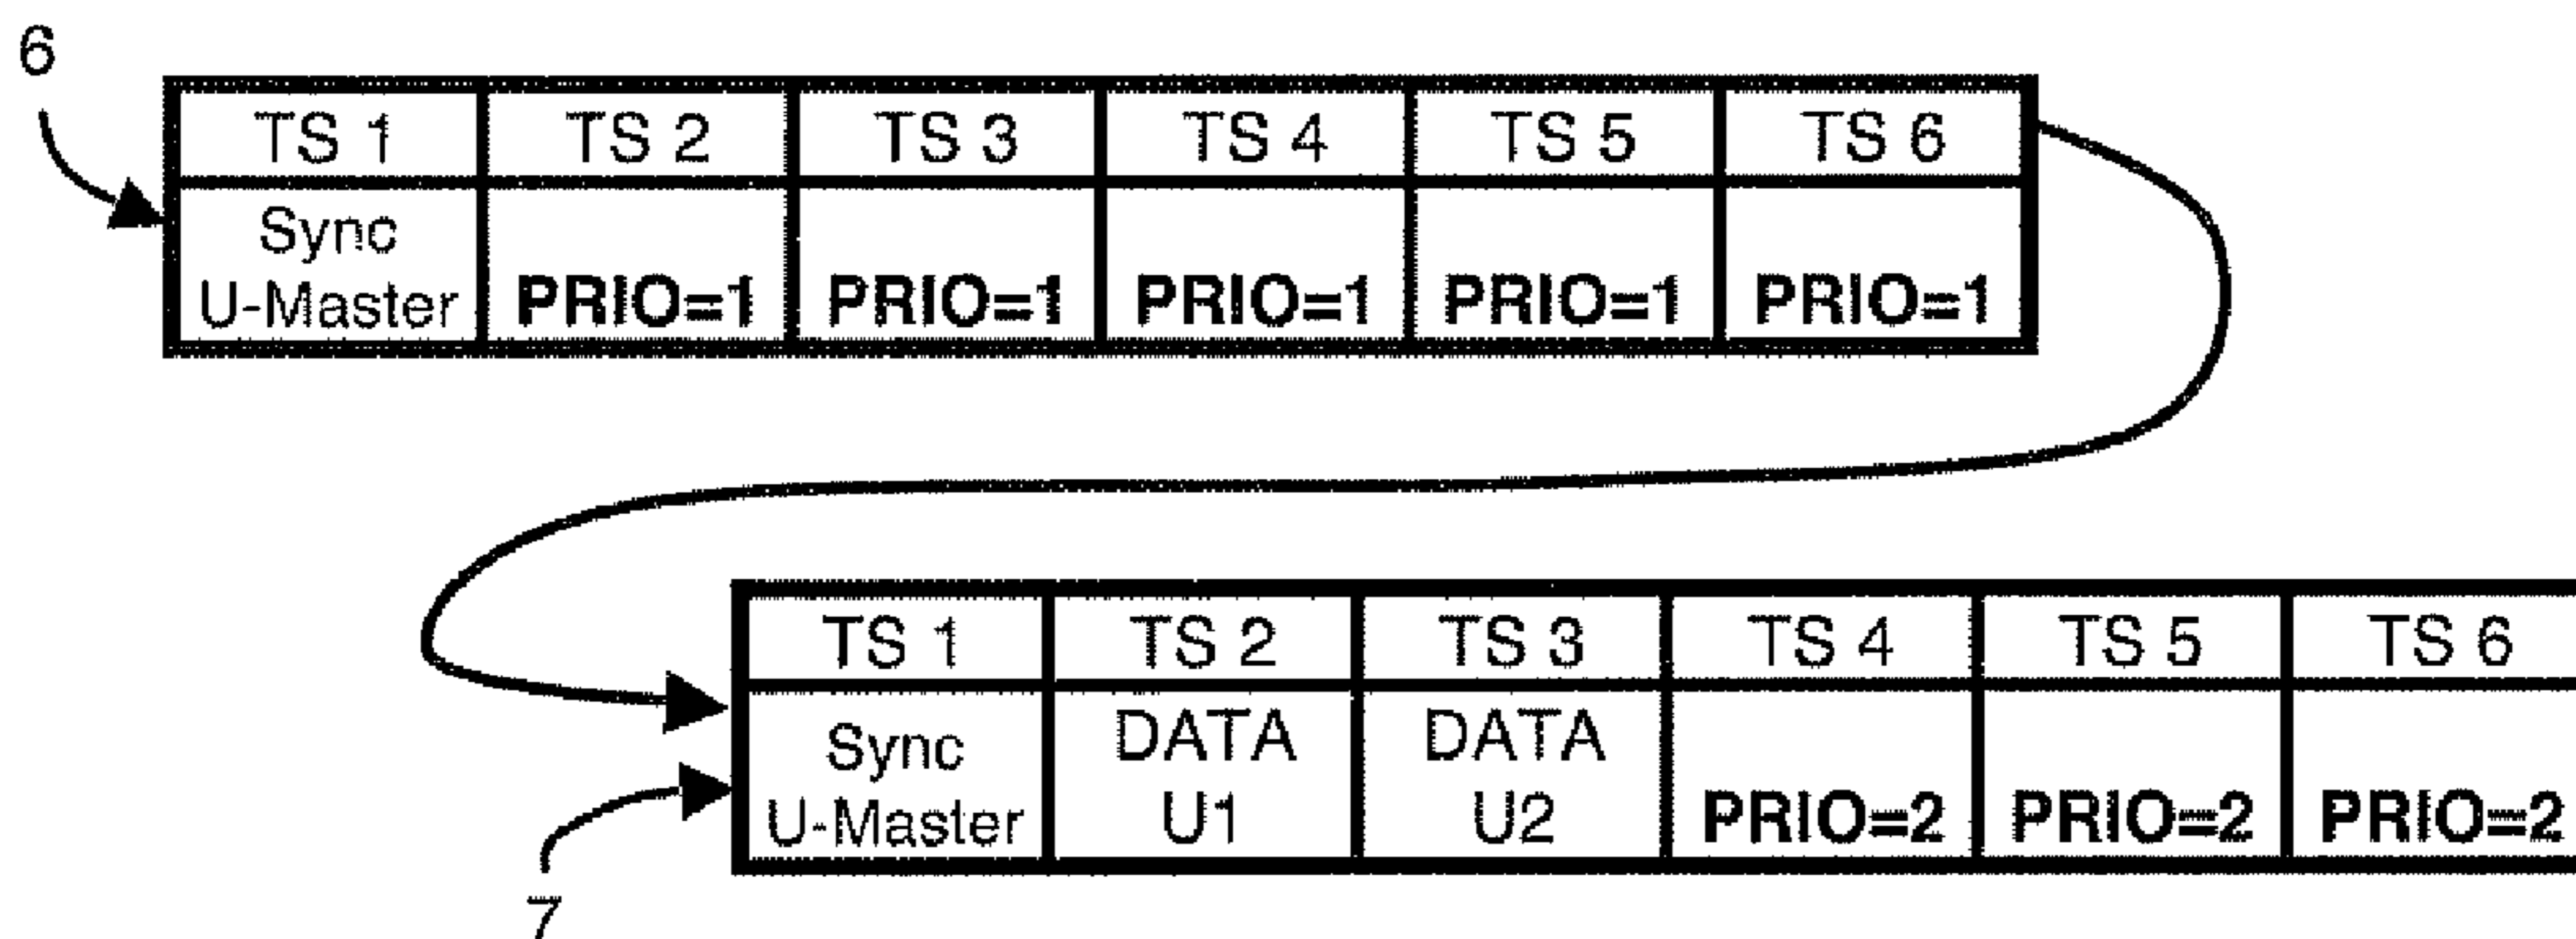 6
TS 1 TS 2 TS 3 TS 4 TS 5 TS 6
Sync
U-Master PRIO=1 PRIO=1 PRIO=1 PRIO=1 PRIO=1
TS 1 TS 2 TS 3 TS 4 TS 5 TS 6
Sync DATA DATA
U-Master U1 U2 PRIO=2 PRIO=2 PRIO=2
7